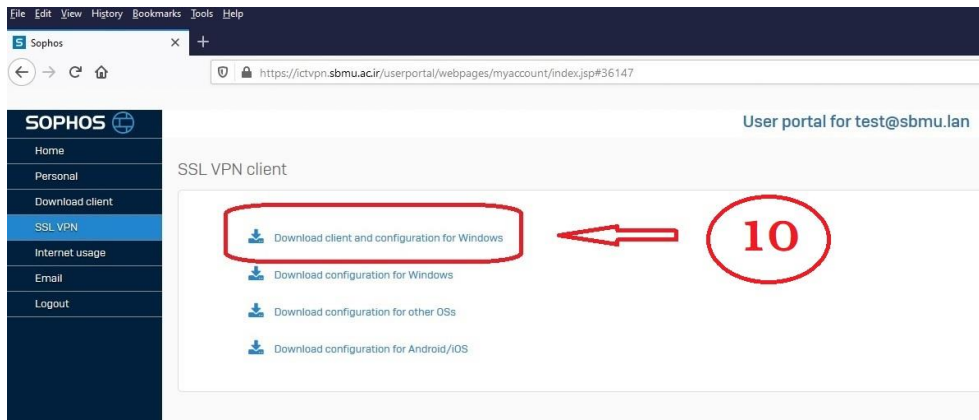 File Edit View History Bookmarks Tools Help
Sophos
https://ictvpn.sbmu.ac.ir/userportal/webpages/myaccount/index.jsp#36147
SOPHOS
User portal for test@sbmu.lan
Home
Personal
Download client
SSL VPN
Internet usage
Email
Logout
SSL VPN client
Download client and configuration for Windows
10
Download configuration for Windows
Download configuration for other OSs
Download configuration for Android/iOS